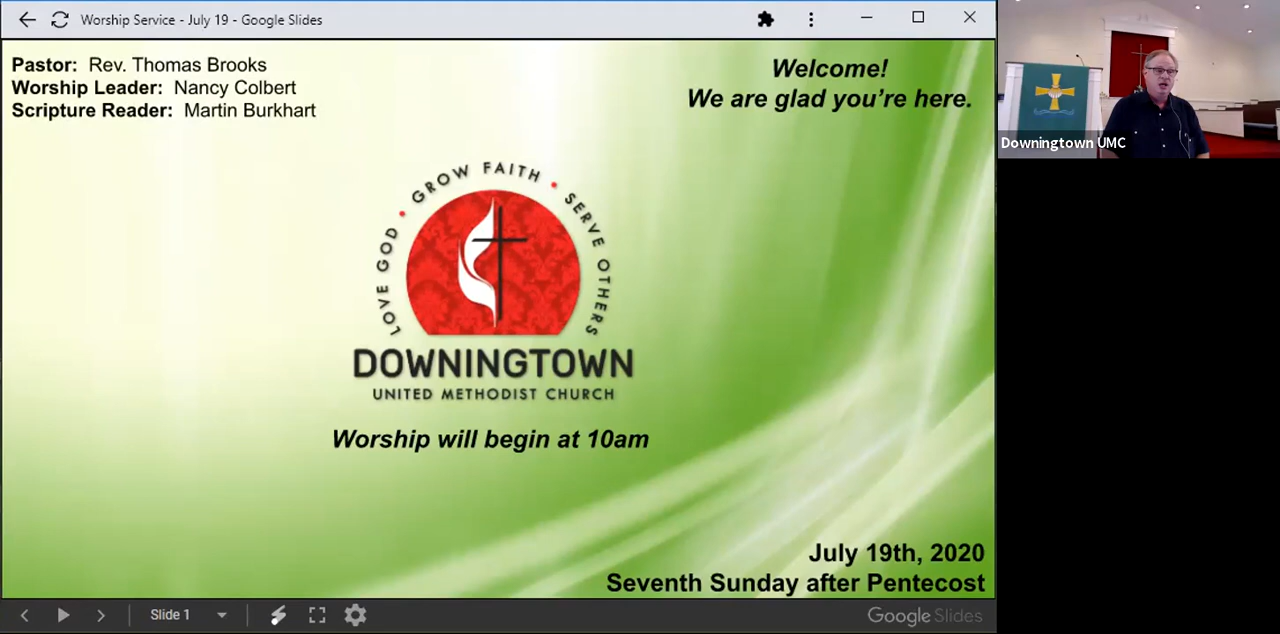 Worship Service - July 19 - Google Slides
Pastor: Rev. Thomas Brooks
Worship Leader: Nancy Colbert
Scripture Reader: Martin Burkhart
Welcome!
We are glad you're here.
LOVE GOD • GROW FAITH • SERVE OTHERS
DOWNINGTOWN
UNITED METHODIST CHURCH
Worship will begin at 10am
July 19th, 2020
Seventh Sunday after Pentecost
Slide 1
Google Slides
Downingtown UMC